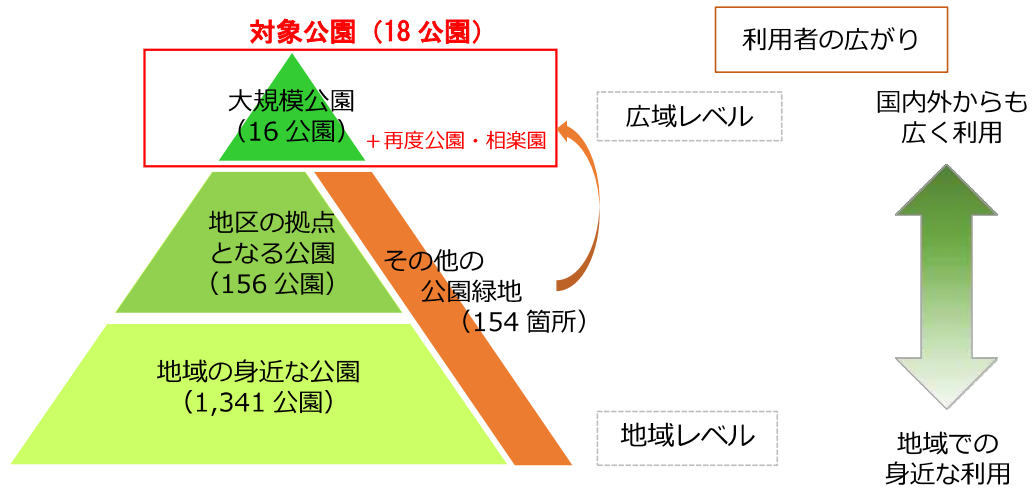 対象公園（18 公園）
利用者の広がり
大規模公園
（16 公園）
＋再度公園・相楽園
広域レベル
国内外からも
広く利用
地区の拠点
となる公園
（156 公園）
その他の
公園緑地
（154 箇所）
地域の身近な公園
（1,341 公園）
地域レベル
地域での
身近な利用